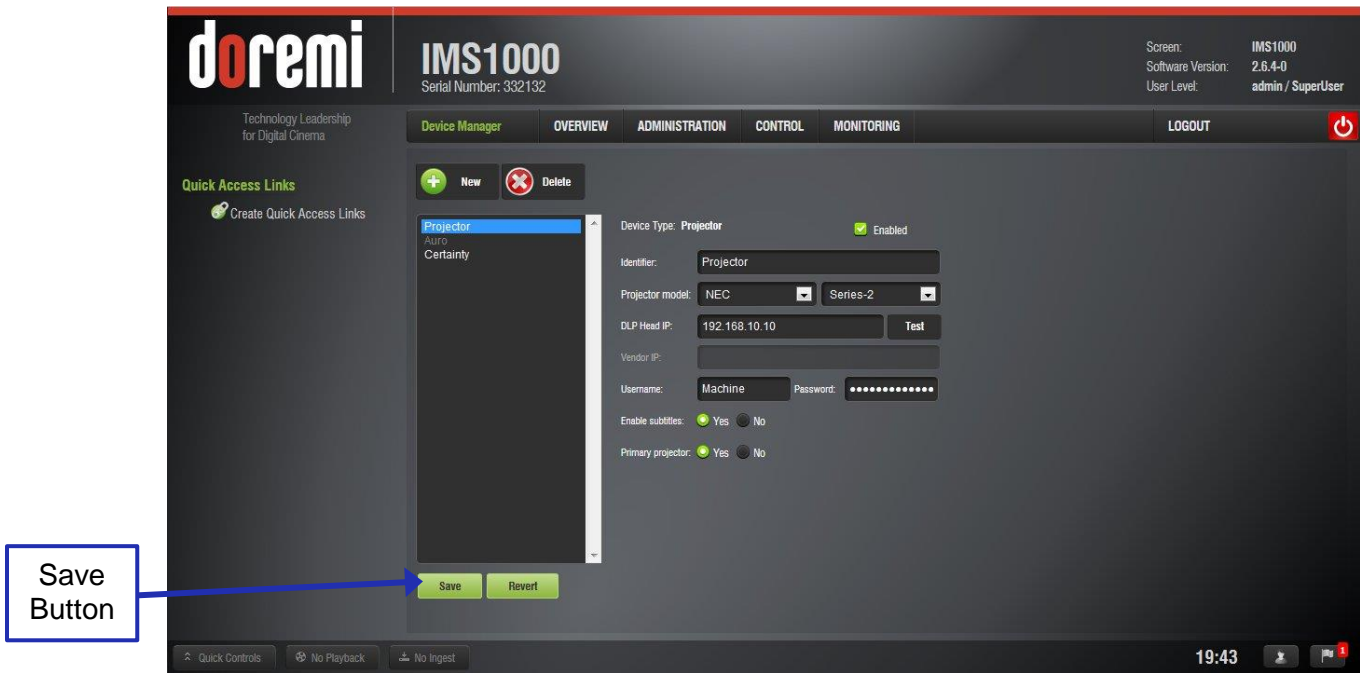 doremi
Technology Leadership
for Digital Cinema
IMS1000
Serial Number: 332132
Screen: IMS1000
Software Version: 2.6.4-0
User Level: admin / SuperUser
Device Manager OVERVIEW ADMINISTRATION CONTROL MONITORING LOGOUT
Quick Access Links
Create Quick Access Links
New Delete
Projector
Auro
Certainty
Device Type: Projector Enabled
Identifier: Projector
Projector model: NEC Series-2
DLP Head IP: 192.168.10.10 Test
Vendor IP:
Username: Machine Password: •••••••••••••
Enable subtitles: Yes No
Primary projector: Yes No
Save Revert
Save
Button
Quick Controls No Playback No Ingest 19:43 1